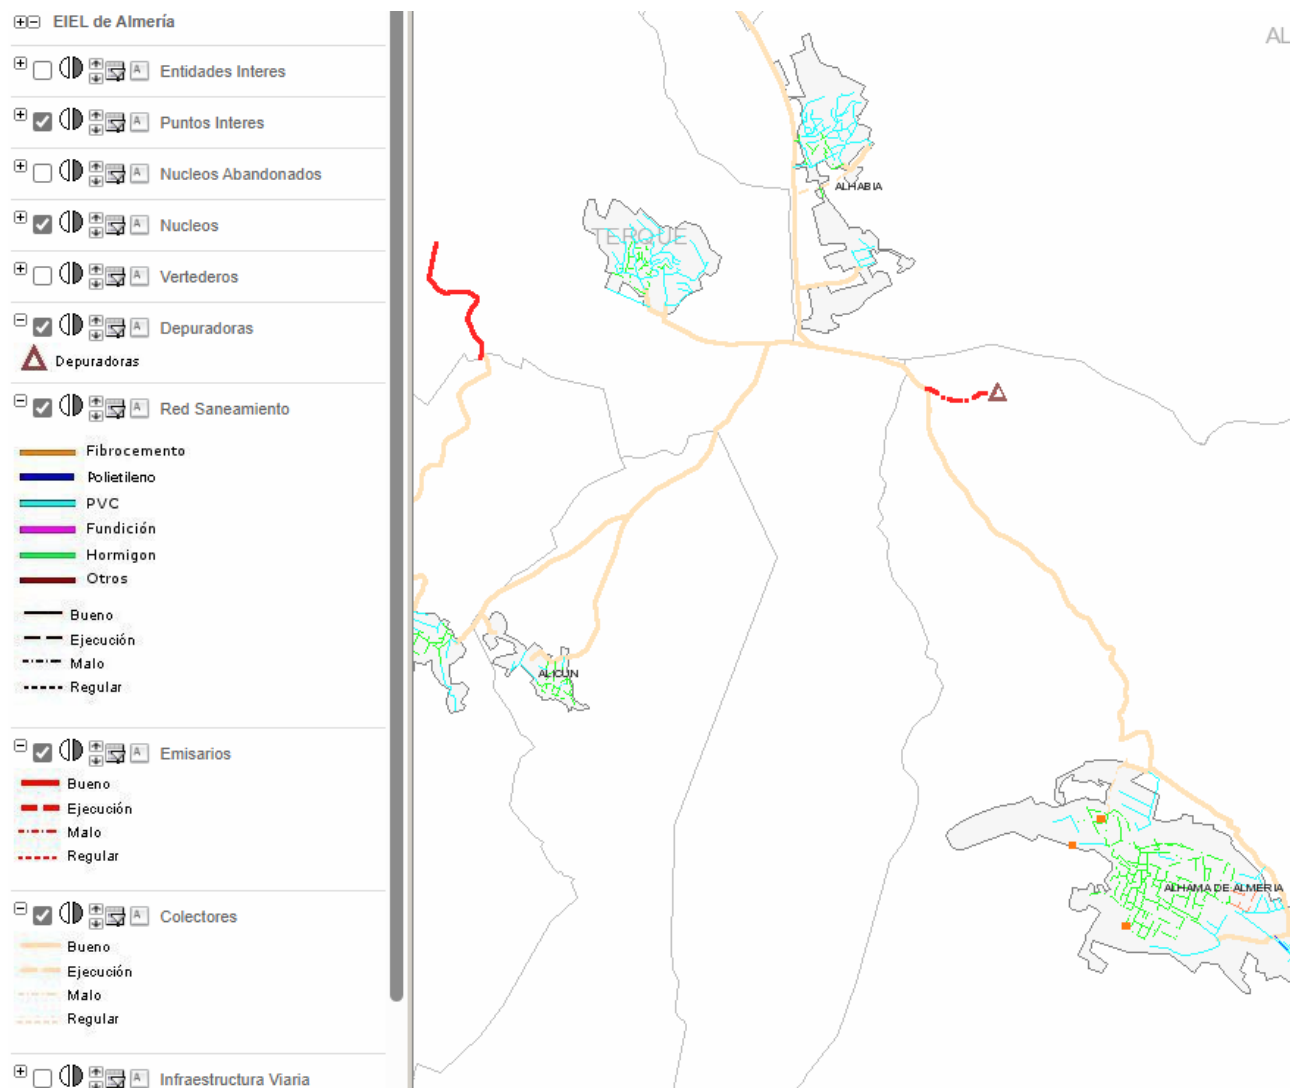 EIEL de Almería
Entidades Interes
Puntos Interes
Nucleos Abandonados
Nucleos
Vertederos
Depuradoras
Depuradoras
Red Saneamiento
Fibrocemento
Polietileno
PVC
Fundición
Hormigon
Otros
Bueno
Ejecución
Malo
Regular
Emisarios
Bueno
Ejecución
Malo
Regular
Colectores
Bueno
Ejecución
Malo
Regular
Infraestructura Viaria
AL
ALHABIA
TERQUE
ALICUN
ALHAMA DE ALMERIA